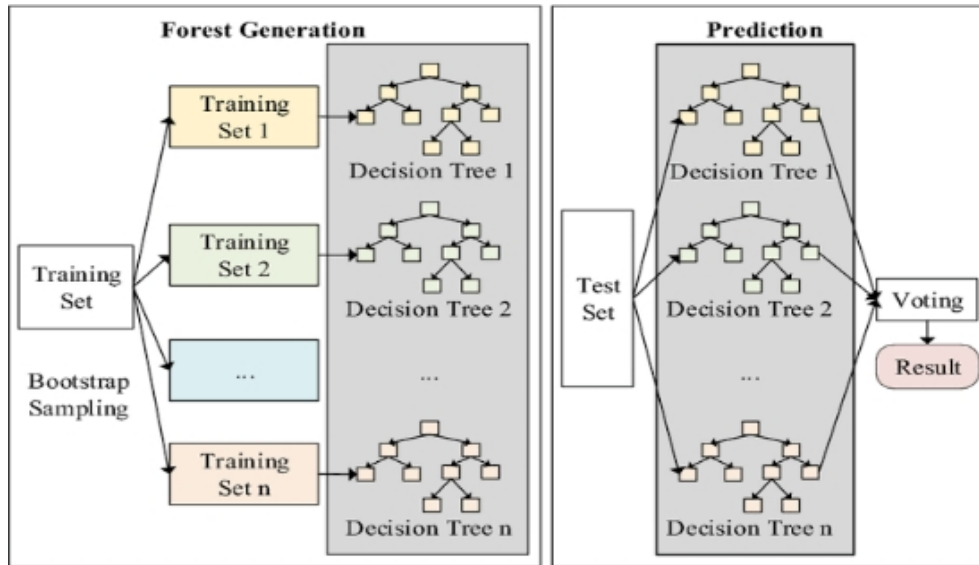 Forest Generation
Training
Set 1
Decision Tree 1
Training
Set 2
Decision Tree 2
Training
Set
Bootstrap
Sampling
...
...
Training
Set n
Decision Tree n
Prediction
Decision Tree 1
Test
Set
Decision Tree 2
...
Decision Tree n
Voting
Result